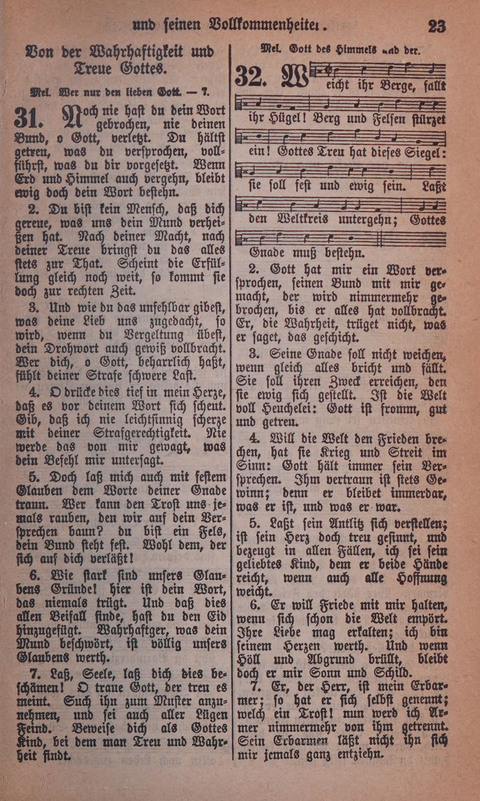 und seinen Vollkommenheiten. 23
Von der Wahrhaftigkeit und
Treue Gottes.
Mel. Wer nur den lieben Gott. — 7.
31. Noch nie hast du dein Wort
gebrochen, nie deinen
Bund, o Gott, verletzt. Du hältst
getreu, was du versprochen, voll-
führst, was du dir vorgesetzt. Wenn
Erd und Himmel auch vergehn, bleibt
ewig doch dein Wort bestehn.
2. Du bist kein Mensch, daß dich
gereue, was uns dein Mund verhei-
ßen hat. Nach deiner Macht, nach
deiner Treue bringst du das alles
stets zur That. Scheint die Erfül-
lung gleich noch weit, so kommt sie
doch zur rechten Zeit.
3. Und wie du das unfehlbar gibest,
was deine Lieb uns zugedacht, so
wird, wenn du Vergeltung übest,
dein Drohwort auch gewiß vollbracht.
Wer dich, o Gott, beharrlich haßt,
fühlt deiner Strafe schwere Last.
4. O drücke dies tief in mein Herze,
daß es vor deinem Wort sich scheut.
Gib, daß ich nie leichtsinnig scherze
mit deiner Strafgerechtigkeit. Nie
werde das von mir gewagt, was
dein Befehl mir untersagt.
5. Doch laß mich auch mit festem
Glauben dem Worte deiner Gnade
traun. Wer kann den Trost uns je-
mals rauben, den wir auf dein Ver-
sprechen baun? du bist ein Fels,
dein Bund steht fest. Wohl dem, der
sich auf dich verläßt!
6. Wie stark sind unsers Glau-
bens Gründe! hier ist dein Wort,
das niemals trügt. Und daß dies
allen Beifall finde, hast du den Eid
hinzugefügt. Wahrhaftger, was dein
Mund beschwört, ist völlig unsers
Glaubens werth.
7. Laß, Seele, laß dich dies be-
schämen! O traue Gott, der treu es
meint. Such ihn zum Muster anzu-
nehmen, und sei auch aller Lügen
Feind. Beweise dich als Gottes
Kind, bei dem man Treu und Wahr-
heit findt.
Mel. Gott des Himmels und der.
32. Weicht ihr Berge, fallt
ihr Hügel! Berg und Felsen stürzet
ein! Gottes Treu hat dieses Siegel:
sie soll fest und ewig sein. Laßt
den Weltkreis untergehn; Gottes
Gnade muß bestehn.
2. Gott hat mir ein Wort ver-
sprochen, seinen Bund mit mir ge-
macht, der wird nimmermehr ge-
brochen, bis er alles hat vollbracht.
Er, die Wahrheit, trüget nicht, was
er saget, das geschicht.
3. Seine Gnade soll nicht weichen,
wenn gleich alles bricht und fällt.
Sie soll ihren Zweck erreichen, den
sie ewig sich gestellt. Ist die Welt
voll Heuchelei: Gott ist fromm, gut
und getreu.
4. Will die Welt den Frieden bre-
chen, hat sie Krieg und Streit im
Sinn: Gott hält immer sein Ver-
sprechen. Ihm vertraun ist stets Ge-
winn; denn er bleibet immerdar,
was er ist, und was er war.
5. Laßt sein Antlitz sich verstellen;
ist sein Herz doch treu gesinnt, und
bezeugt in allen Fällen, ich sei sein
geliebtes Kind, dem er beide Hände
reicht, wenn auch alle Hoffnung
weicht.
6. Er will Friede mit mir halten,
wenn sich schon die Welt empört.
Ihre Liebe mag erkalten; ich bin
seinem Herzen werth. Und wenn
Höll und Abgrund brüllt, bleibt
doch er mir Sonn und Schild.
7. Er, der Herr, ist mein Erbar-
mer; so hat er sich selbst genennt;
welch ein Trost! nun werd ich Ar-
mer nimmermehr von ihm getrennt.
Sein Erbarmen läßt nicht ihn sich
mir jemals ganz entziehn.